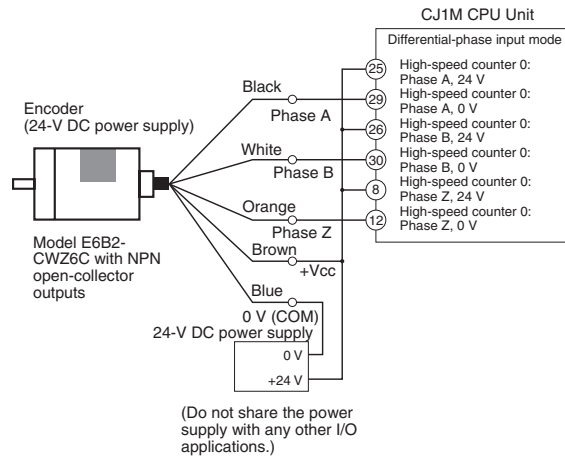 CJ1M CPU Unit
Differential-phase input mode
Encoder
(24-V DC power supply)
Black
Phase A
White
Phase B
Orange
Phase Z
Brown
+Vcc
Blue
0 V (COM)
Model E6B2-
CWZ6C with NPN
open-collector
outputs
25
High-speed counter 0:
Phase A, 24 V
29
High-speed counter 0:
Phase A, 0 V
26
High-speed counter 0:
Phase B, 24 V
30
High-speed counter 0:
Phase B, 0 V
8
High-speed counter 0:
Phase Z, 24 V
12
High-speed counter 0:
Phase Z, 0 V
24-V DC power supply
0 V
+24 V
(Do not share the power
supply with any other I/O
applications.)